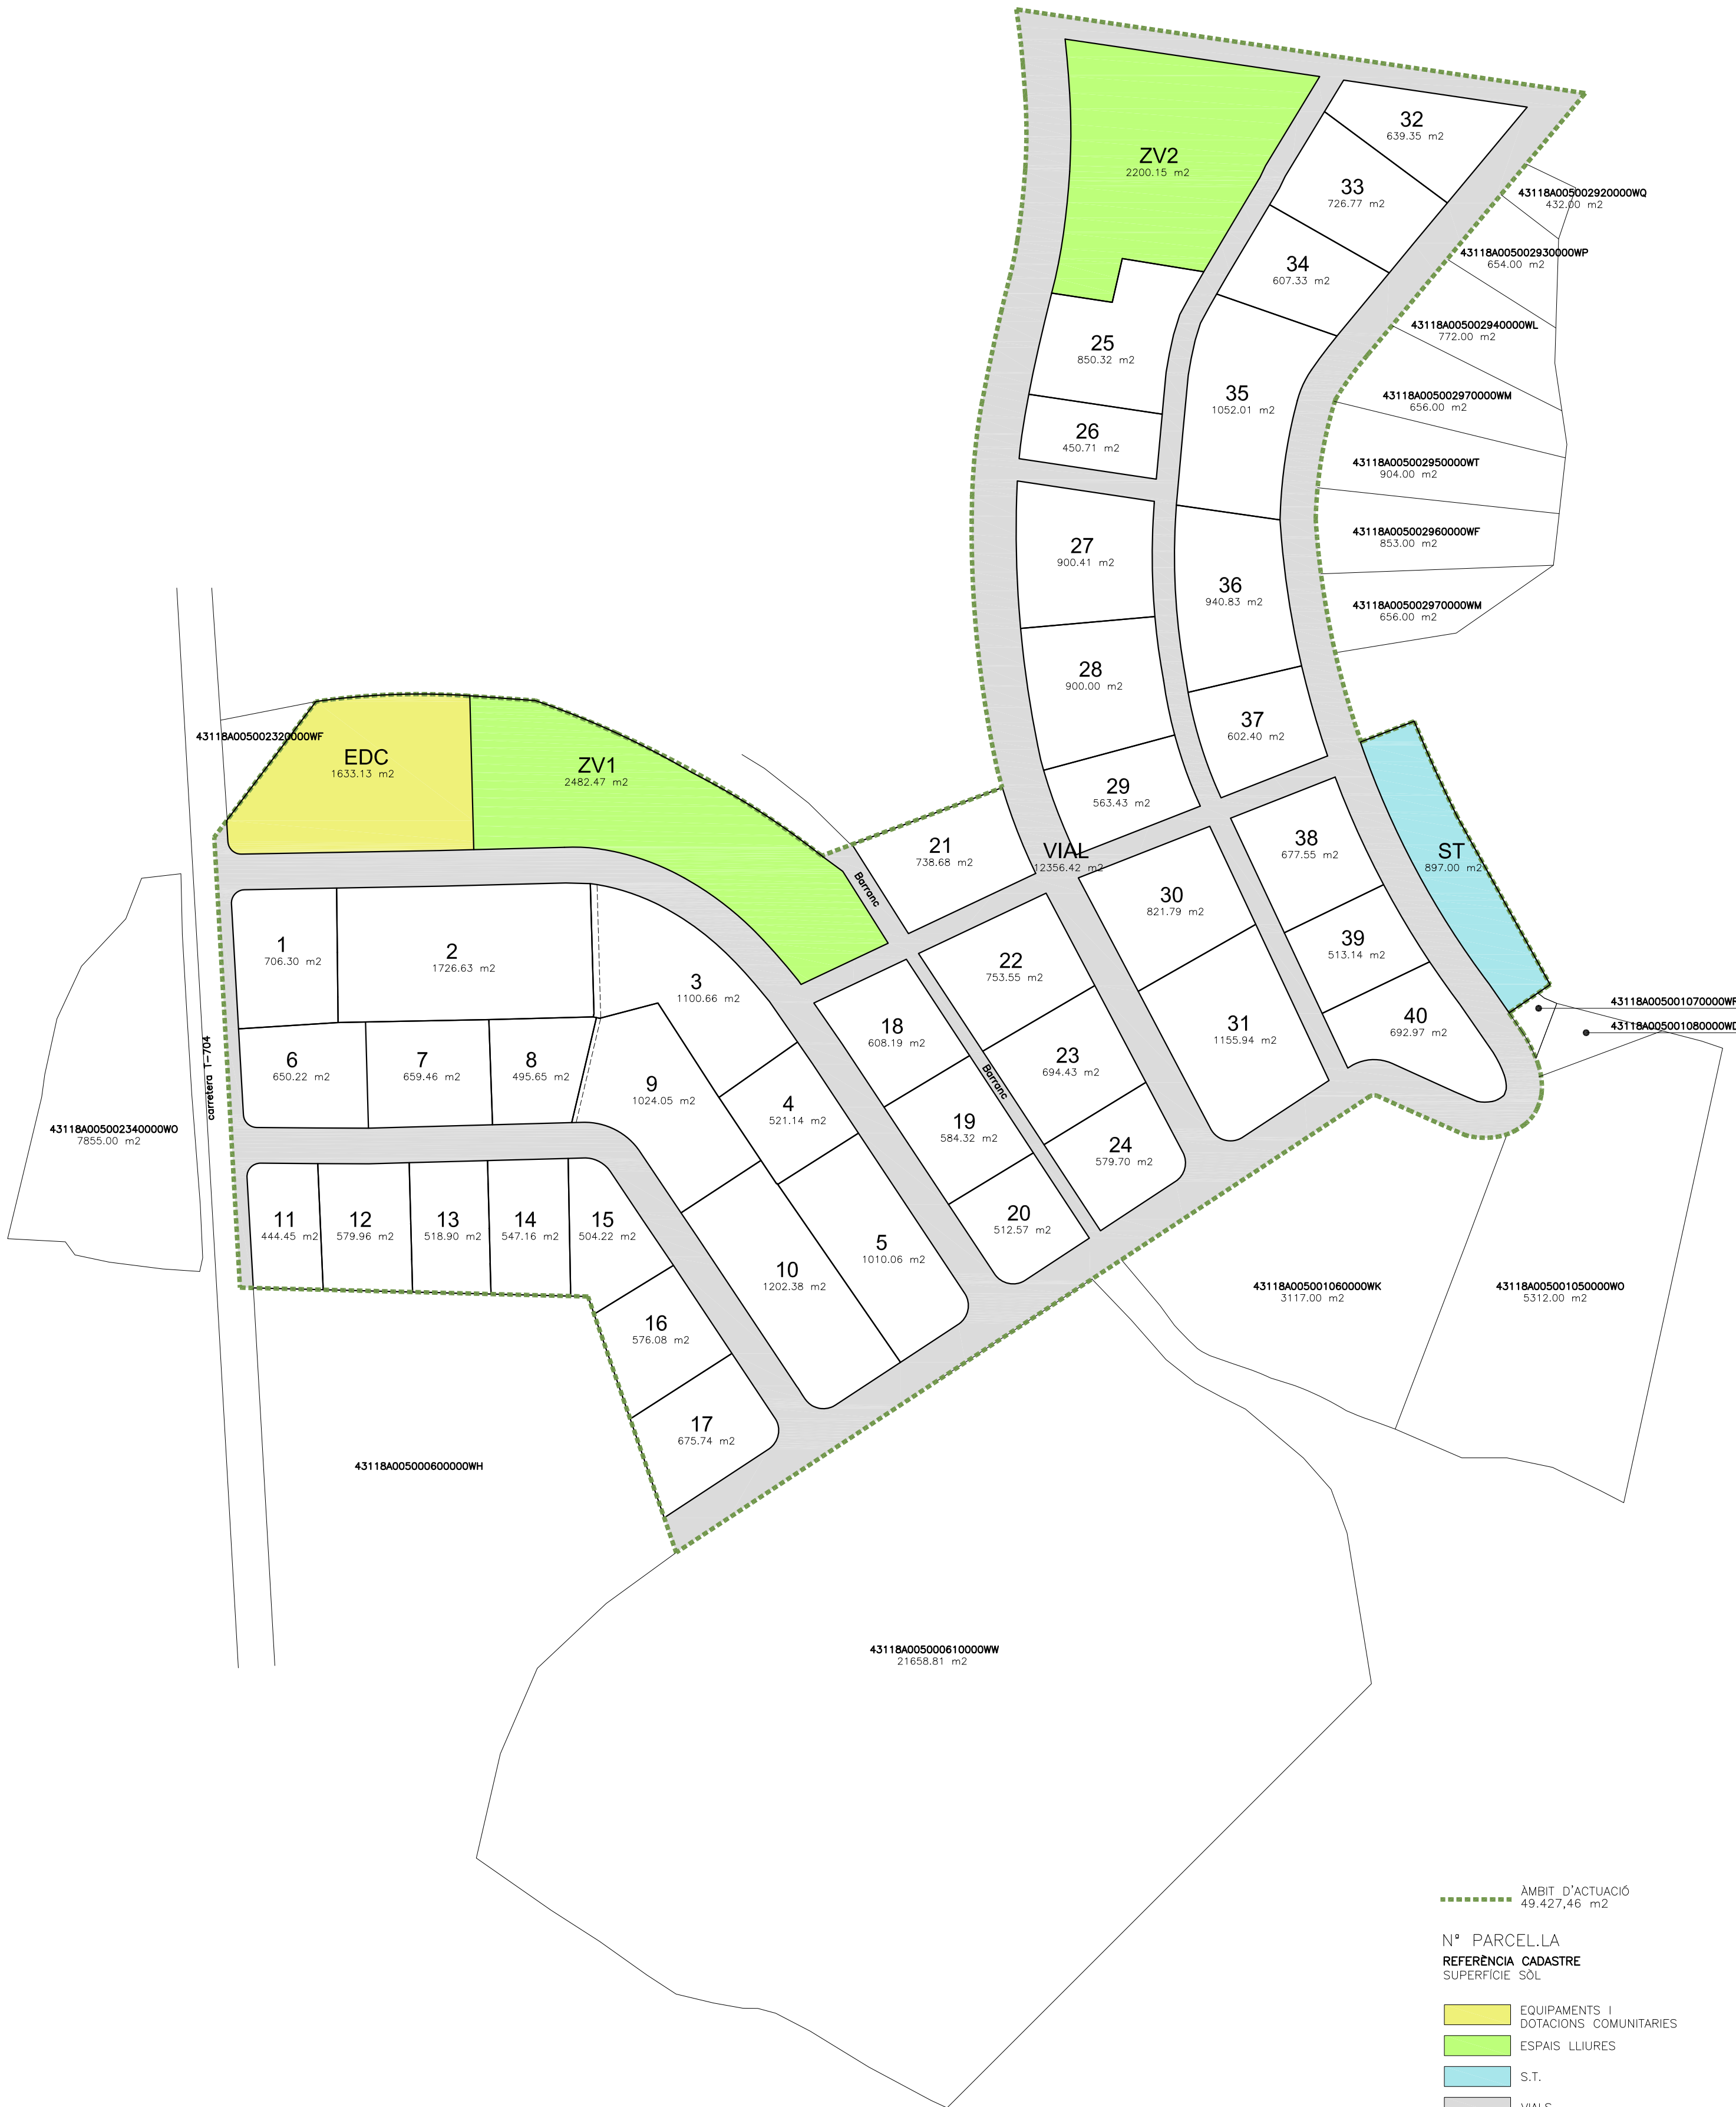 ZV2
2200.15 m2
32
639.35 m2
33
726.77 m2
43118A005002920000WQ
432.00 m2
34
607.33 m2
43118A005002930000WP
654.00 m2
25
850.32 m2
43118A005002940000WL
772.00 m2
35
1052.01 m2
43118A005002970000WM
656.00 m2
26
450.71 m2
43118A005002950000WT
904.00 m2
27
900.41 m2
43118A005002960000WF
853.00 m2
36
940.83 m2
43118A005002970000WM
656.00 m2
28
900.00 m2
37
602.40 m2
43118A005002320000WF
EDC
1633.13 m2
ZV1
2482.47 m2
29
563.43 m2
21
738.68 m2
VIAL
12356.42 m2
38
677.55 m2
ST
897.00 m2
Barranc
30
821.79 m2
1
706.30 m2
2
1726.63 m2
3
1100.66 m2
22
753.55 m2
39
513.14 m2
18
608.19 m2
31
1155.94 m2
40
692.97 m2
43118A005001070000WR
43118A005001080000WD
carretera T-704
6
650.22 m2
7
659.46 m2
8
495.65 m2
9
1024.05 m2
4
521.14 m2
23
694.43 m2
Barranc
43118A005002340000WO
7855.00 m2
19
584.32 m2
24
579.70 m2
11
444.45 m2
12
579.96 m2
13
518.90 m2
14
547.16 m2
15
504.22 m2
20
512.57 m2
5
1010.06 m2
10
1202.38 m2
43118A005001060000WK
3117.00 m2
43118A005001050000WO
5312.00 m2
16
576.08 m2
17
675.74 m2
43118A005000600000WH
43118A005000610000WW
21658.81 m2
ÀMBIT D'ACTUACIÓ
49.427,46 m2
Nª PARCEL.LA
REFERÈNCIA CADASTRE
SUPERFÍCIE SÒL
EQUIPAMENTS I
DOTACIONS COMUNITARIES
ESPAIS LLIURES
S.T.